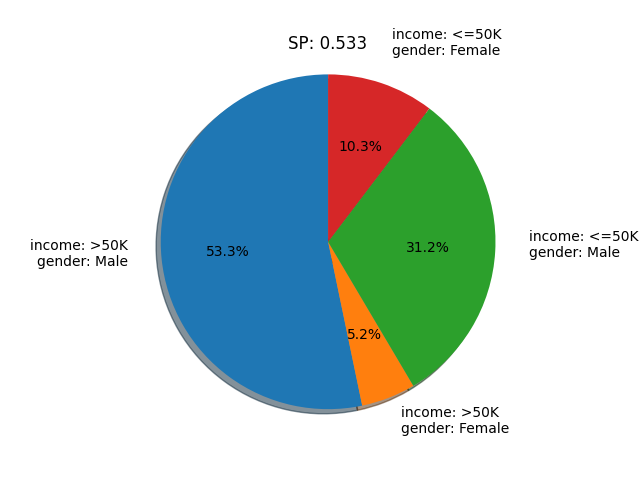 SP: 0.533
income: <=50K
gender: Female
10.3%
income: >50K
gender: Male
53.3%
31.2%
income: <=50K
gender: Male
5.2%
income: >50K
gender: Female